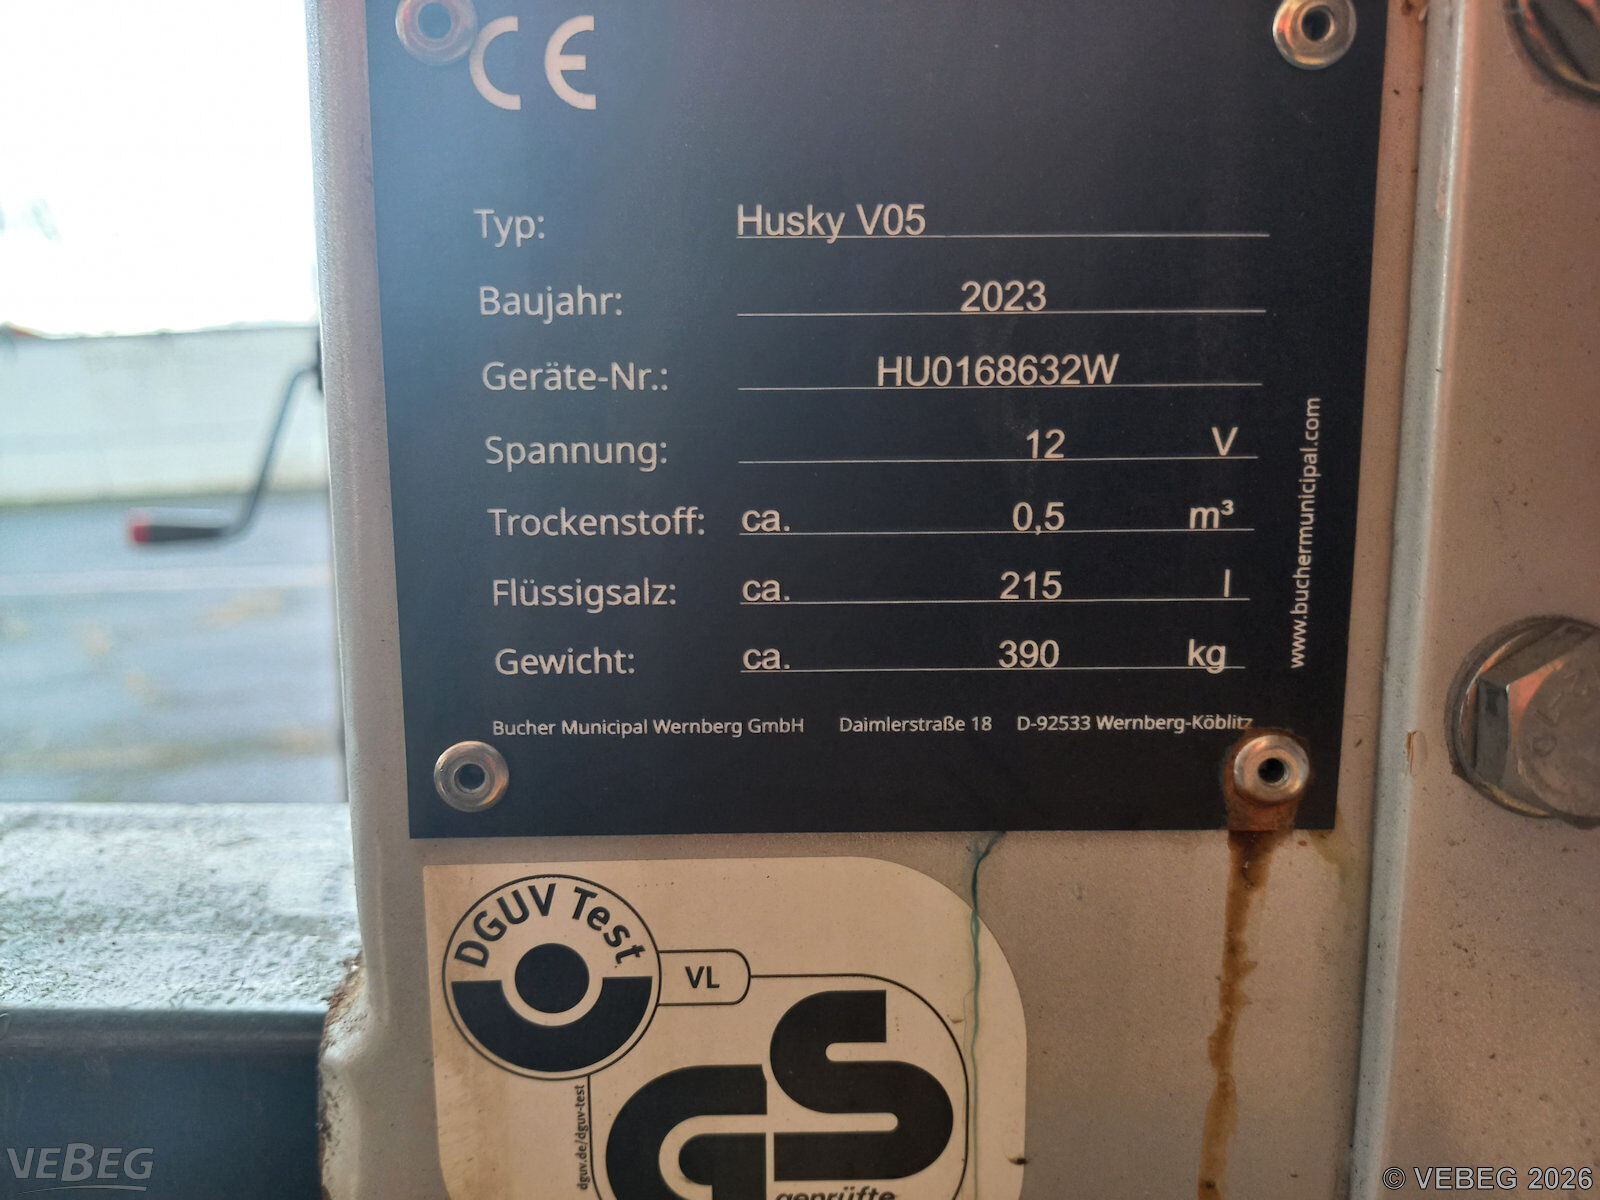 CE
Typ: Husky V05
Baujahr: 2023
Geräte-Nr.: HU0168632W
Spannung: 12 V
Trockenstoff: ca. 0,5 m³
Flüssigsalz: ca. 215 l
Gewicht: ca. 390 kg
www.buchermunicipal.com
Bucher Municipal Wernberg GmbH Daimlerstraße 18 D-92533 Wernberg-Köblitz
DGUV Test
VL
GS
dguv.de/dguv-test
geprüfte
VEBEG
© VEBEG 2026